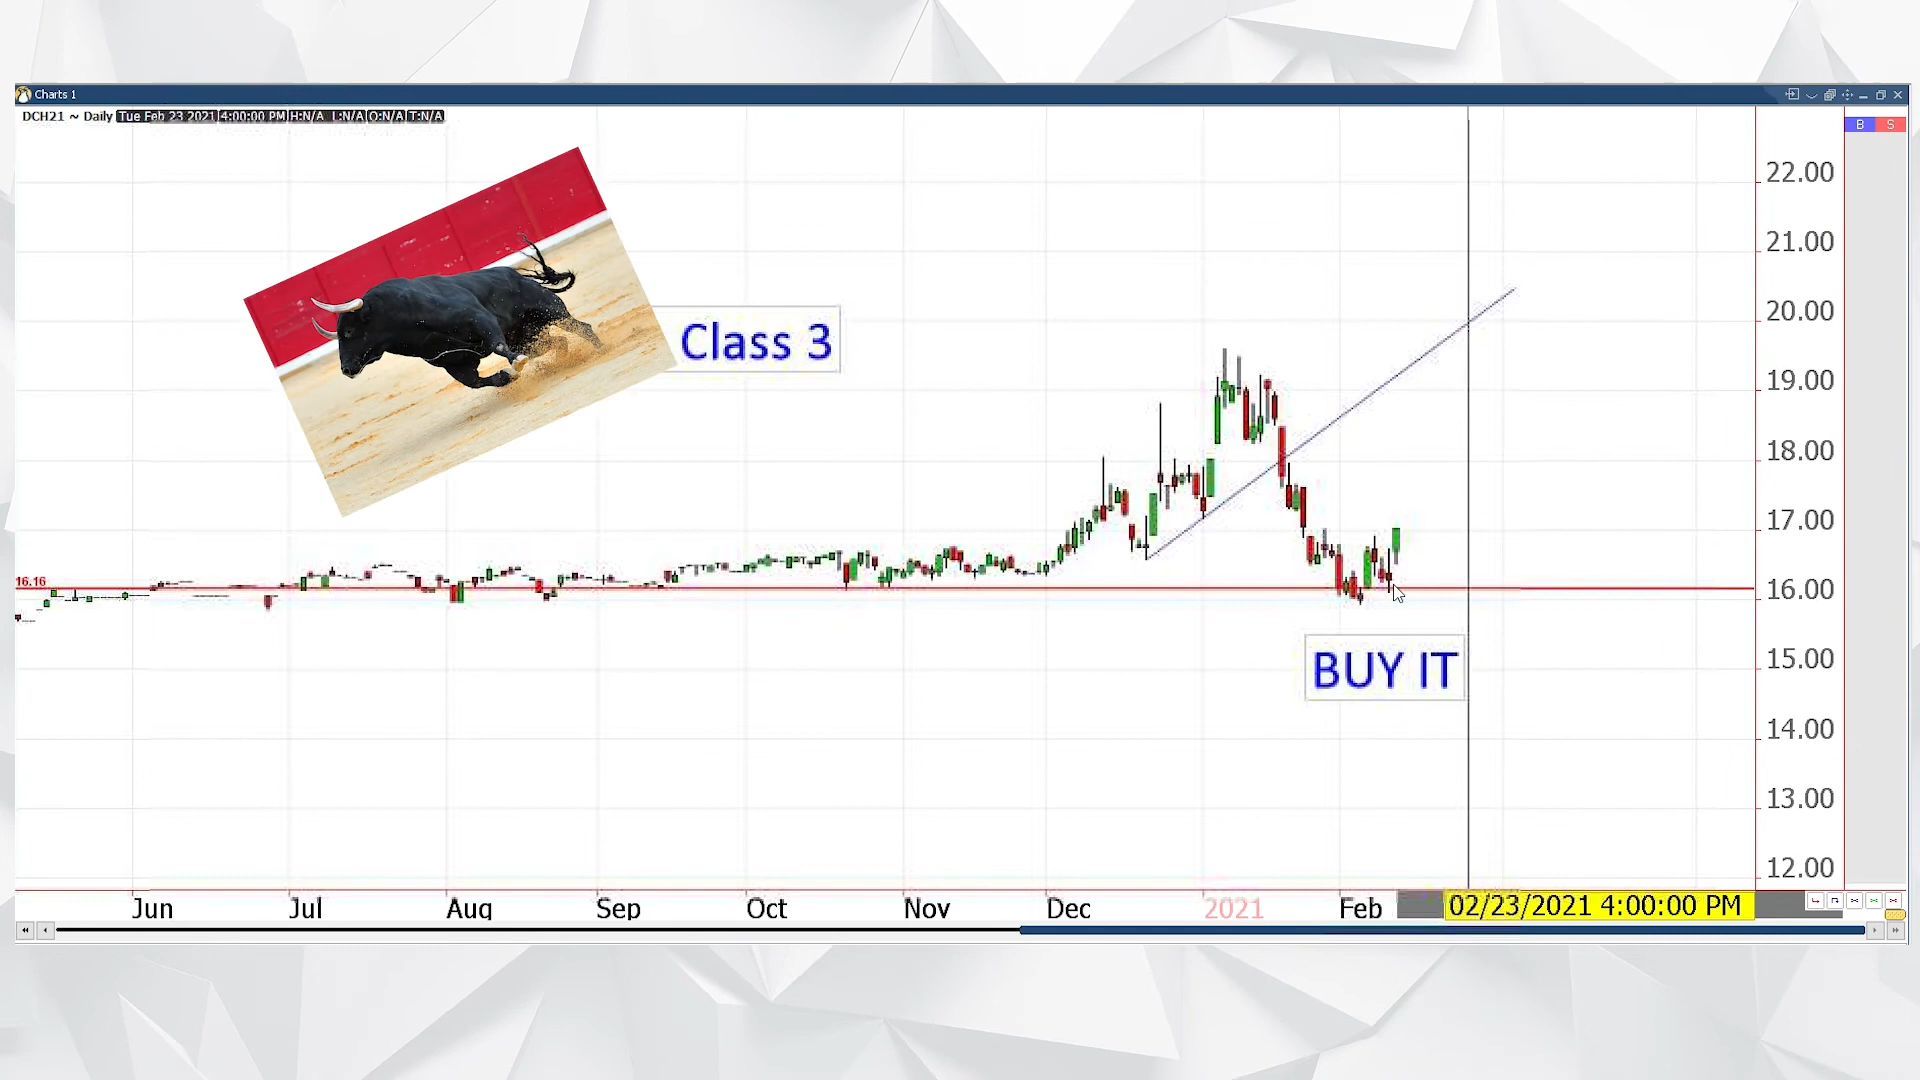 Charts 1
DCH21 ~ Daily Tue Feb 23 2021 4:00:00 PM H:N/A L:N/A O:N/A T:N/A
B S
22.00
21.00
20.00
Class 3
19.00
18.00
17.00
16.16
16.00
BUY IT
15.00
14.00
13.00
12.00
Jun Jul Aug Sep Oct Nov Dec 2021 Feb 02/23/2021 4:00:00 PM